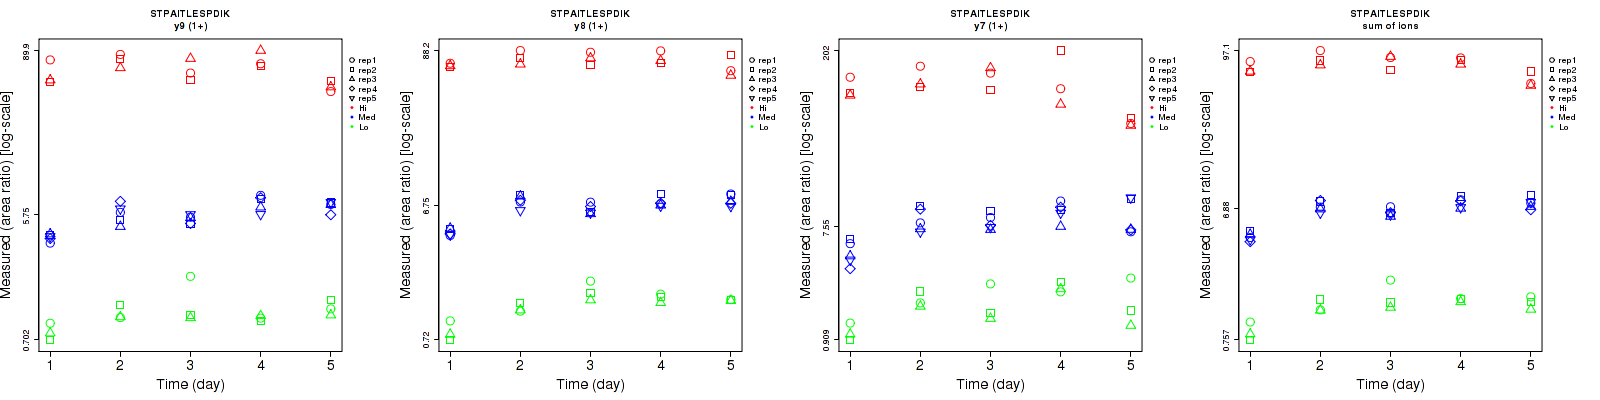 STPAITLESPDIK
y9 (1+)
Measured (area ratio) [log-scale]
89.9
5.75
0.702
1 2 3 4 5
Time (day)
rep1
rep2
rep3
rep4
rep5
Hi
Med
Lo
STPAITLESPDIK
y8 (1+)
Measured (area ratio) [log-scale]
88.2
6.75
0.72
1 2 3 4 5
Time (day)
rep1
rep2
rep3
rep4
rep5
Hi
Med
Lo
STPAITLESPDIK
y7 (1+)
Measured (area ratio) [log-scale]
202
7.55
0.909
1 2 3 4 5
Time (day)
rep1
rep2
rep3
rep4
rep5
Hi
Med
Lo
STPAITLESPDIK
sum of ions
Measured (area ratio) [log-scale]
97.1
6.88
0.757
1 2 3 4 5
Time (day)
rep1
rep2
rep3
rep4
rep5
Hi
Med
Lo